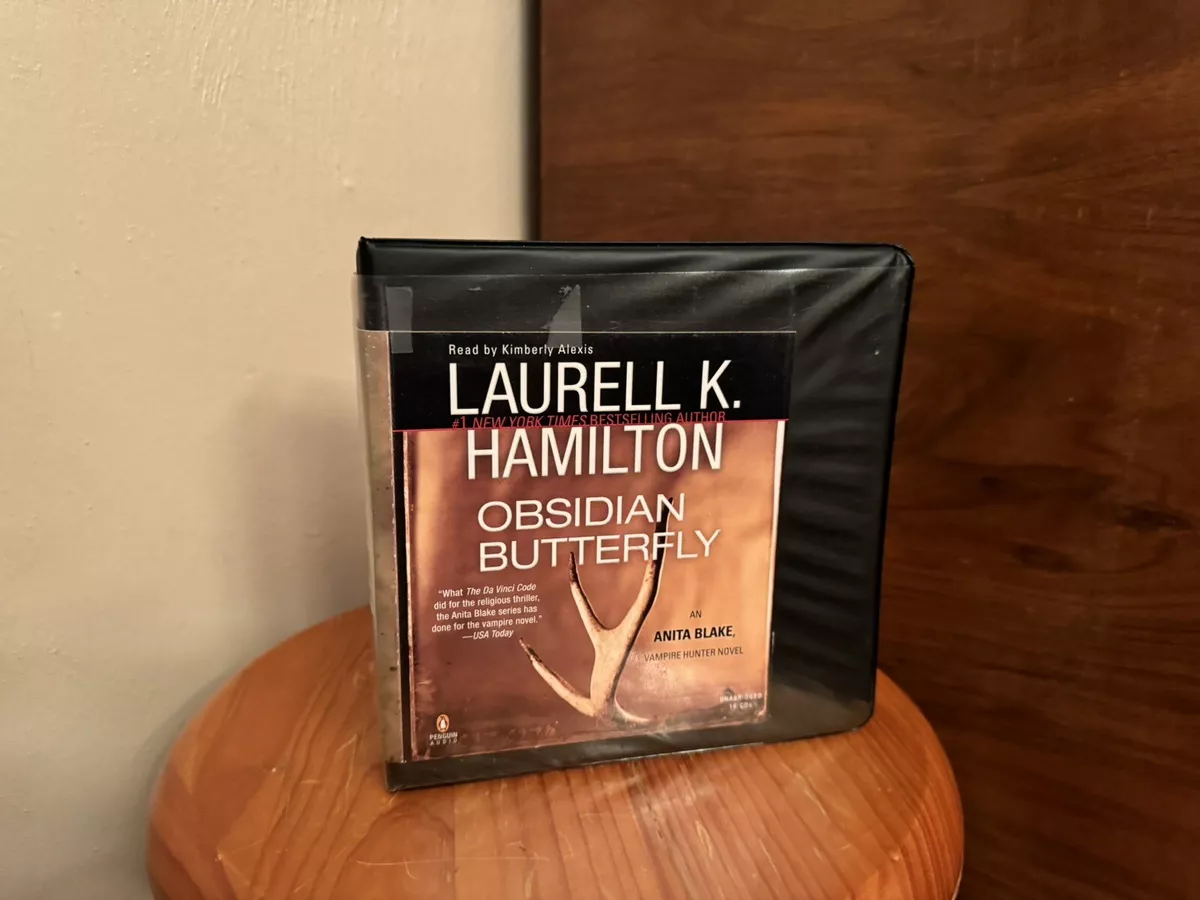 Read by Kimberly Alexis
LAURELL K.
#1 NEW YORK TIMES BESTSELLING AUTHOR
HAMILTON
OBSIDIAN
BUTTERFLY
“What The Da Vinci Code
did for the religious thriller,
the Anita Blake series has
done for the vampire novel.”
—USA Today
AN
ANITA BLAKE,
VAMPIRE HUNTER NOVEL
UNABRIDGED
CDs
PENGUIN
AUDIO